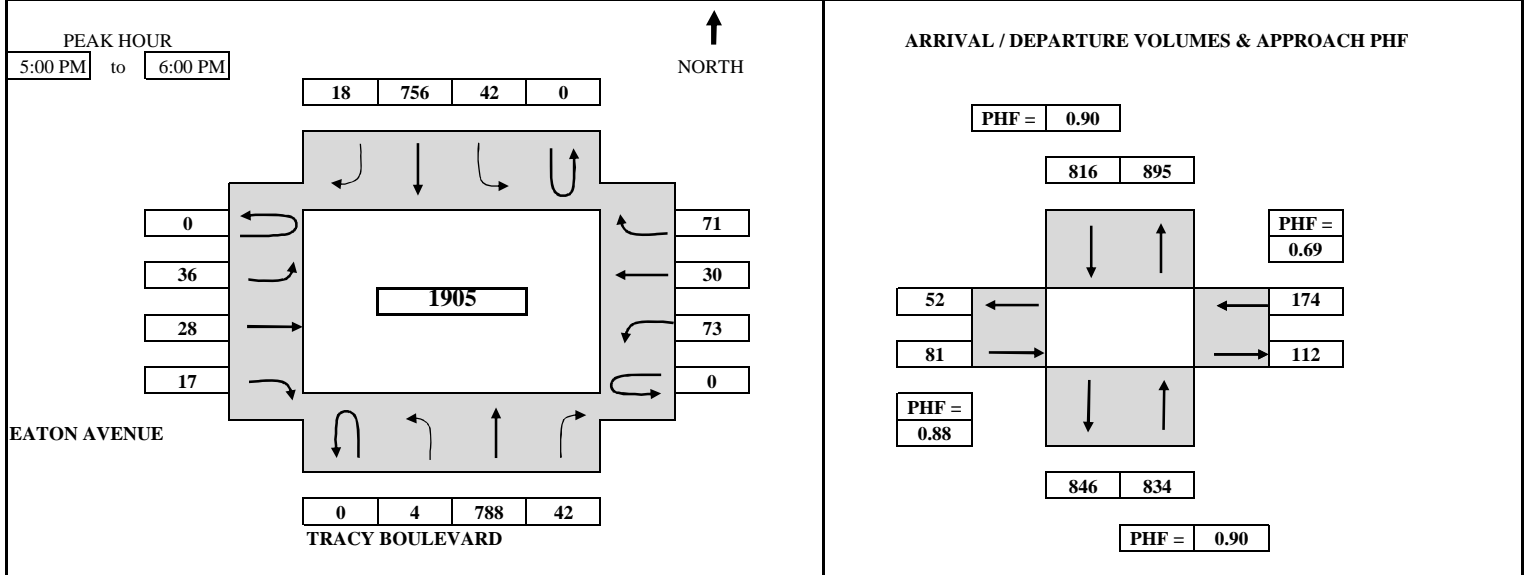 PEAK HOUR
5:00 PM to 6:00 PM
NORTH
18 756 42 0
0 71
36 30
1905
28 73
17 0
EATON AVENUE
0 4 788 42
TRACY BOULEVARD
ARRIVAL / DEPARTURE VOLUMES & APPROACH PHF
PHF = 0.90
816 895
PHF =
0.69
52 174
81 112
PHF =
0.88
846 834
PHF = 0.90